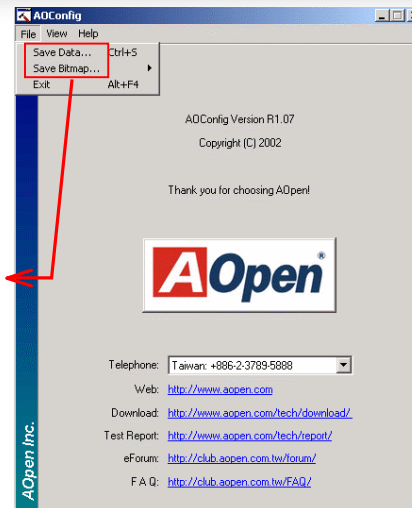 AOConfig
File View Help
Save Data... Ctrl+S
Save Bitmap...
Exit Alt+F4
AOConfig Version R1.07
Copyright (C) 2002
Thank you for choosing AOpen!
AOpen®
Telephone: Taiwan: +886-2-3789-5888
Web: http://www.aopen.com
Download: http://www.aopen.com/tech/download/
Test Report: http://www.aopen.com/tech/report/
eForum: http://club.aopen.com.tw/forum/
F A Q: http://club.aopen.com.tw/FAQ/
AOpen Inc.